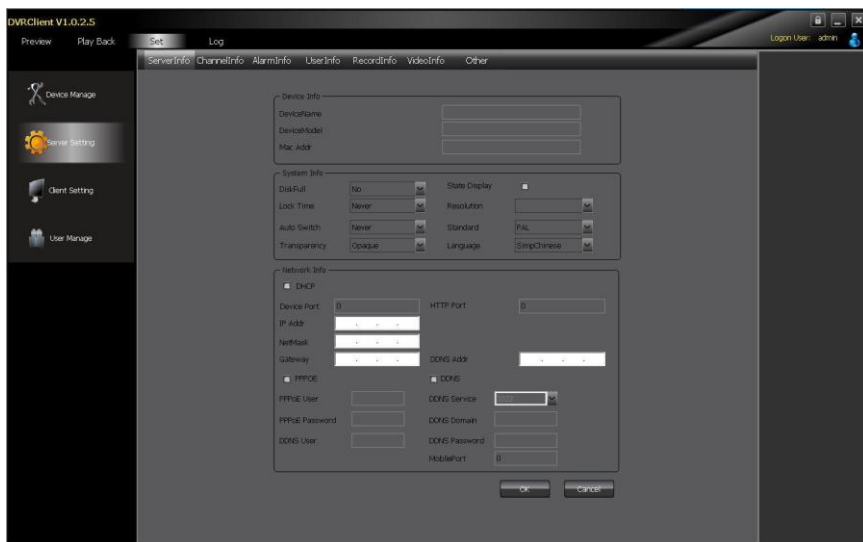 DVRClient V1.0.2.5
Preview Play Back Set Log
Logon User: admin
ServerInfo ChannelInfo AlarmInfo UserInfo RecordInfo VideoInfo Other
Device Manage
Server Setting
Client Setting
User Manage
Device Info
DeviceName
DeviceModel
Mac Addr
System Info
DiskFull No State Display
Lock Time Never Resolution
Auto Switch Never Standard PAL
Transparency Opaque Language SimpChinese
Network Info
DHCP
Device Port 0 HTTP Port 0
IP Addr . . .
NetMask . . .
Gateway . . . DDNS Addr . . .
PPPOE DDNS
PPPoE User DDNS Service
PPPoE Password DDNS Domain
DDNS User DDNS Password
MobilePort 0
OK Cancel